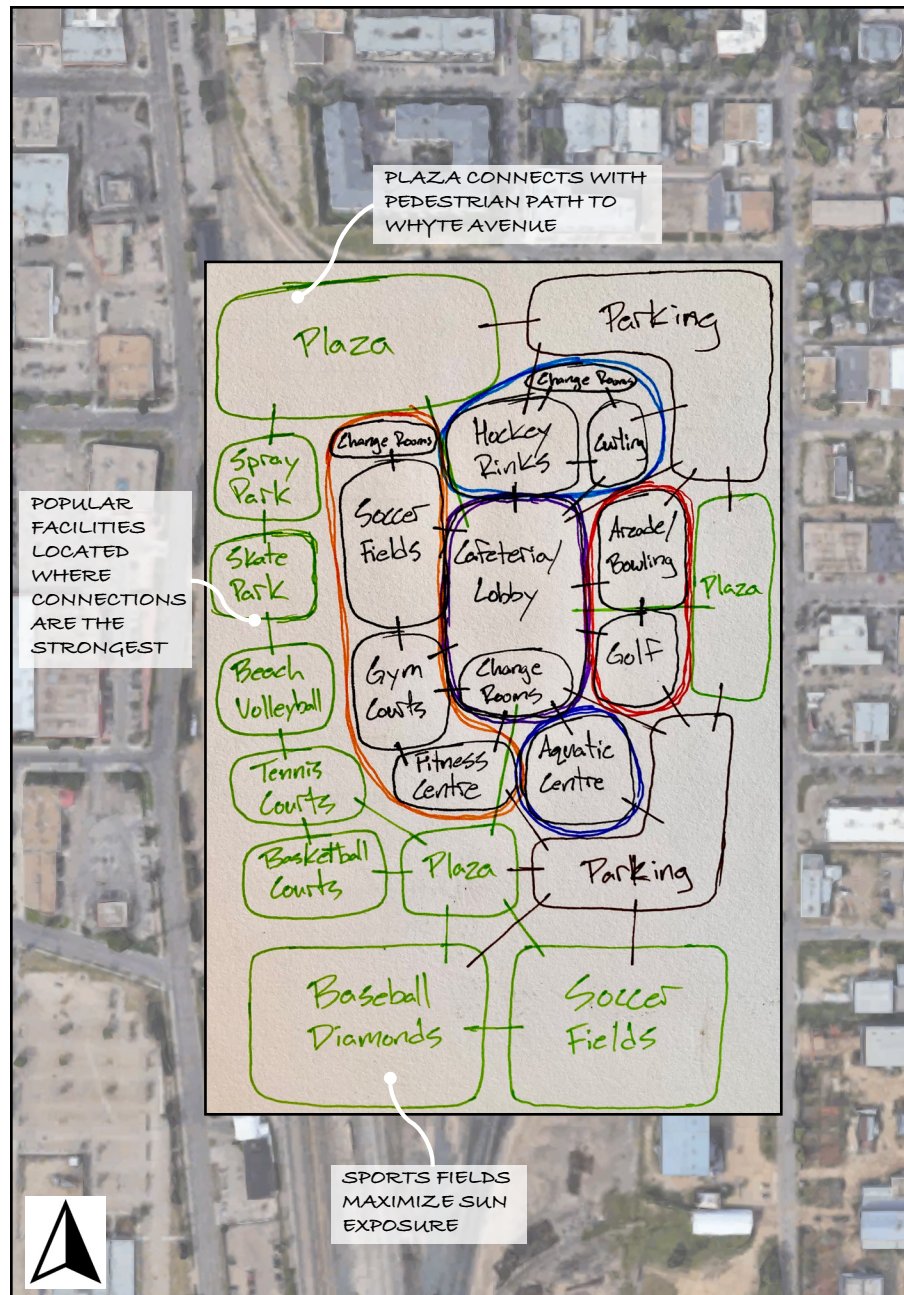 PLAZA CONNECTS WITH
PEDESTRIAN PATH TO
WHYTE AVENUE
Plaza
Parking
Change Rooms
Hockey
Rinks
Curling
Change Rooms
Spray
Park
Soccer
Fields
POPULAR
FACILITIES
LOCATED
WHERE
CONNECTIONS
ARE THE
STRONGEST
Skate
Park
Cafeteria/
Lobby
Arcade/
Bowling
Plaza
Golf
Beach
Volleyball
Gym
Courts
Change
Rooms
Tennis
Courts
Fitness
Centre
Aquatic
Centre
Basketball
Courts
Plaza
Parking
Baseball
Diamonds
Soccer
Fields
SPORTS FIELDS
MAXIMIZE SUN
EXPOSURE